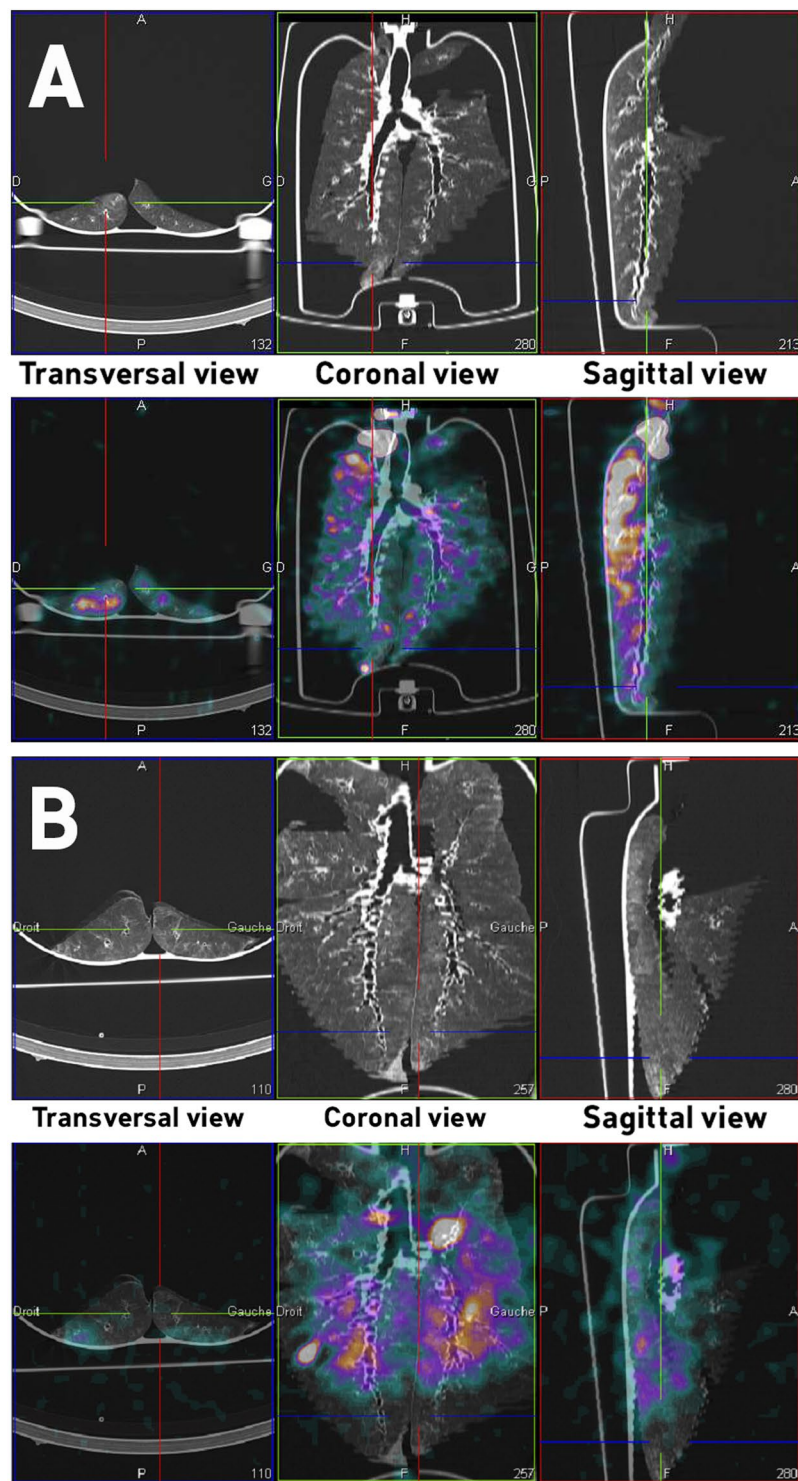 A
A A
H
H
D
G
D
G
P
A
P
132
F
280
F
213
Transversal view
Coronal view
Sagittal view
A
H
H
D
G
D
G
P
A
P
132
F
280
F
213
B
A
H
H
Droit
Gauche
Droit
Gauche
P
A
P
110
F
257
F
280
Transversal view
Coronal view
Sagittal view
A
H
H
Droit
Gauche
Droit
Gauche
P
A
P
110
F
257
F
280